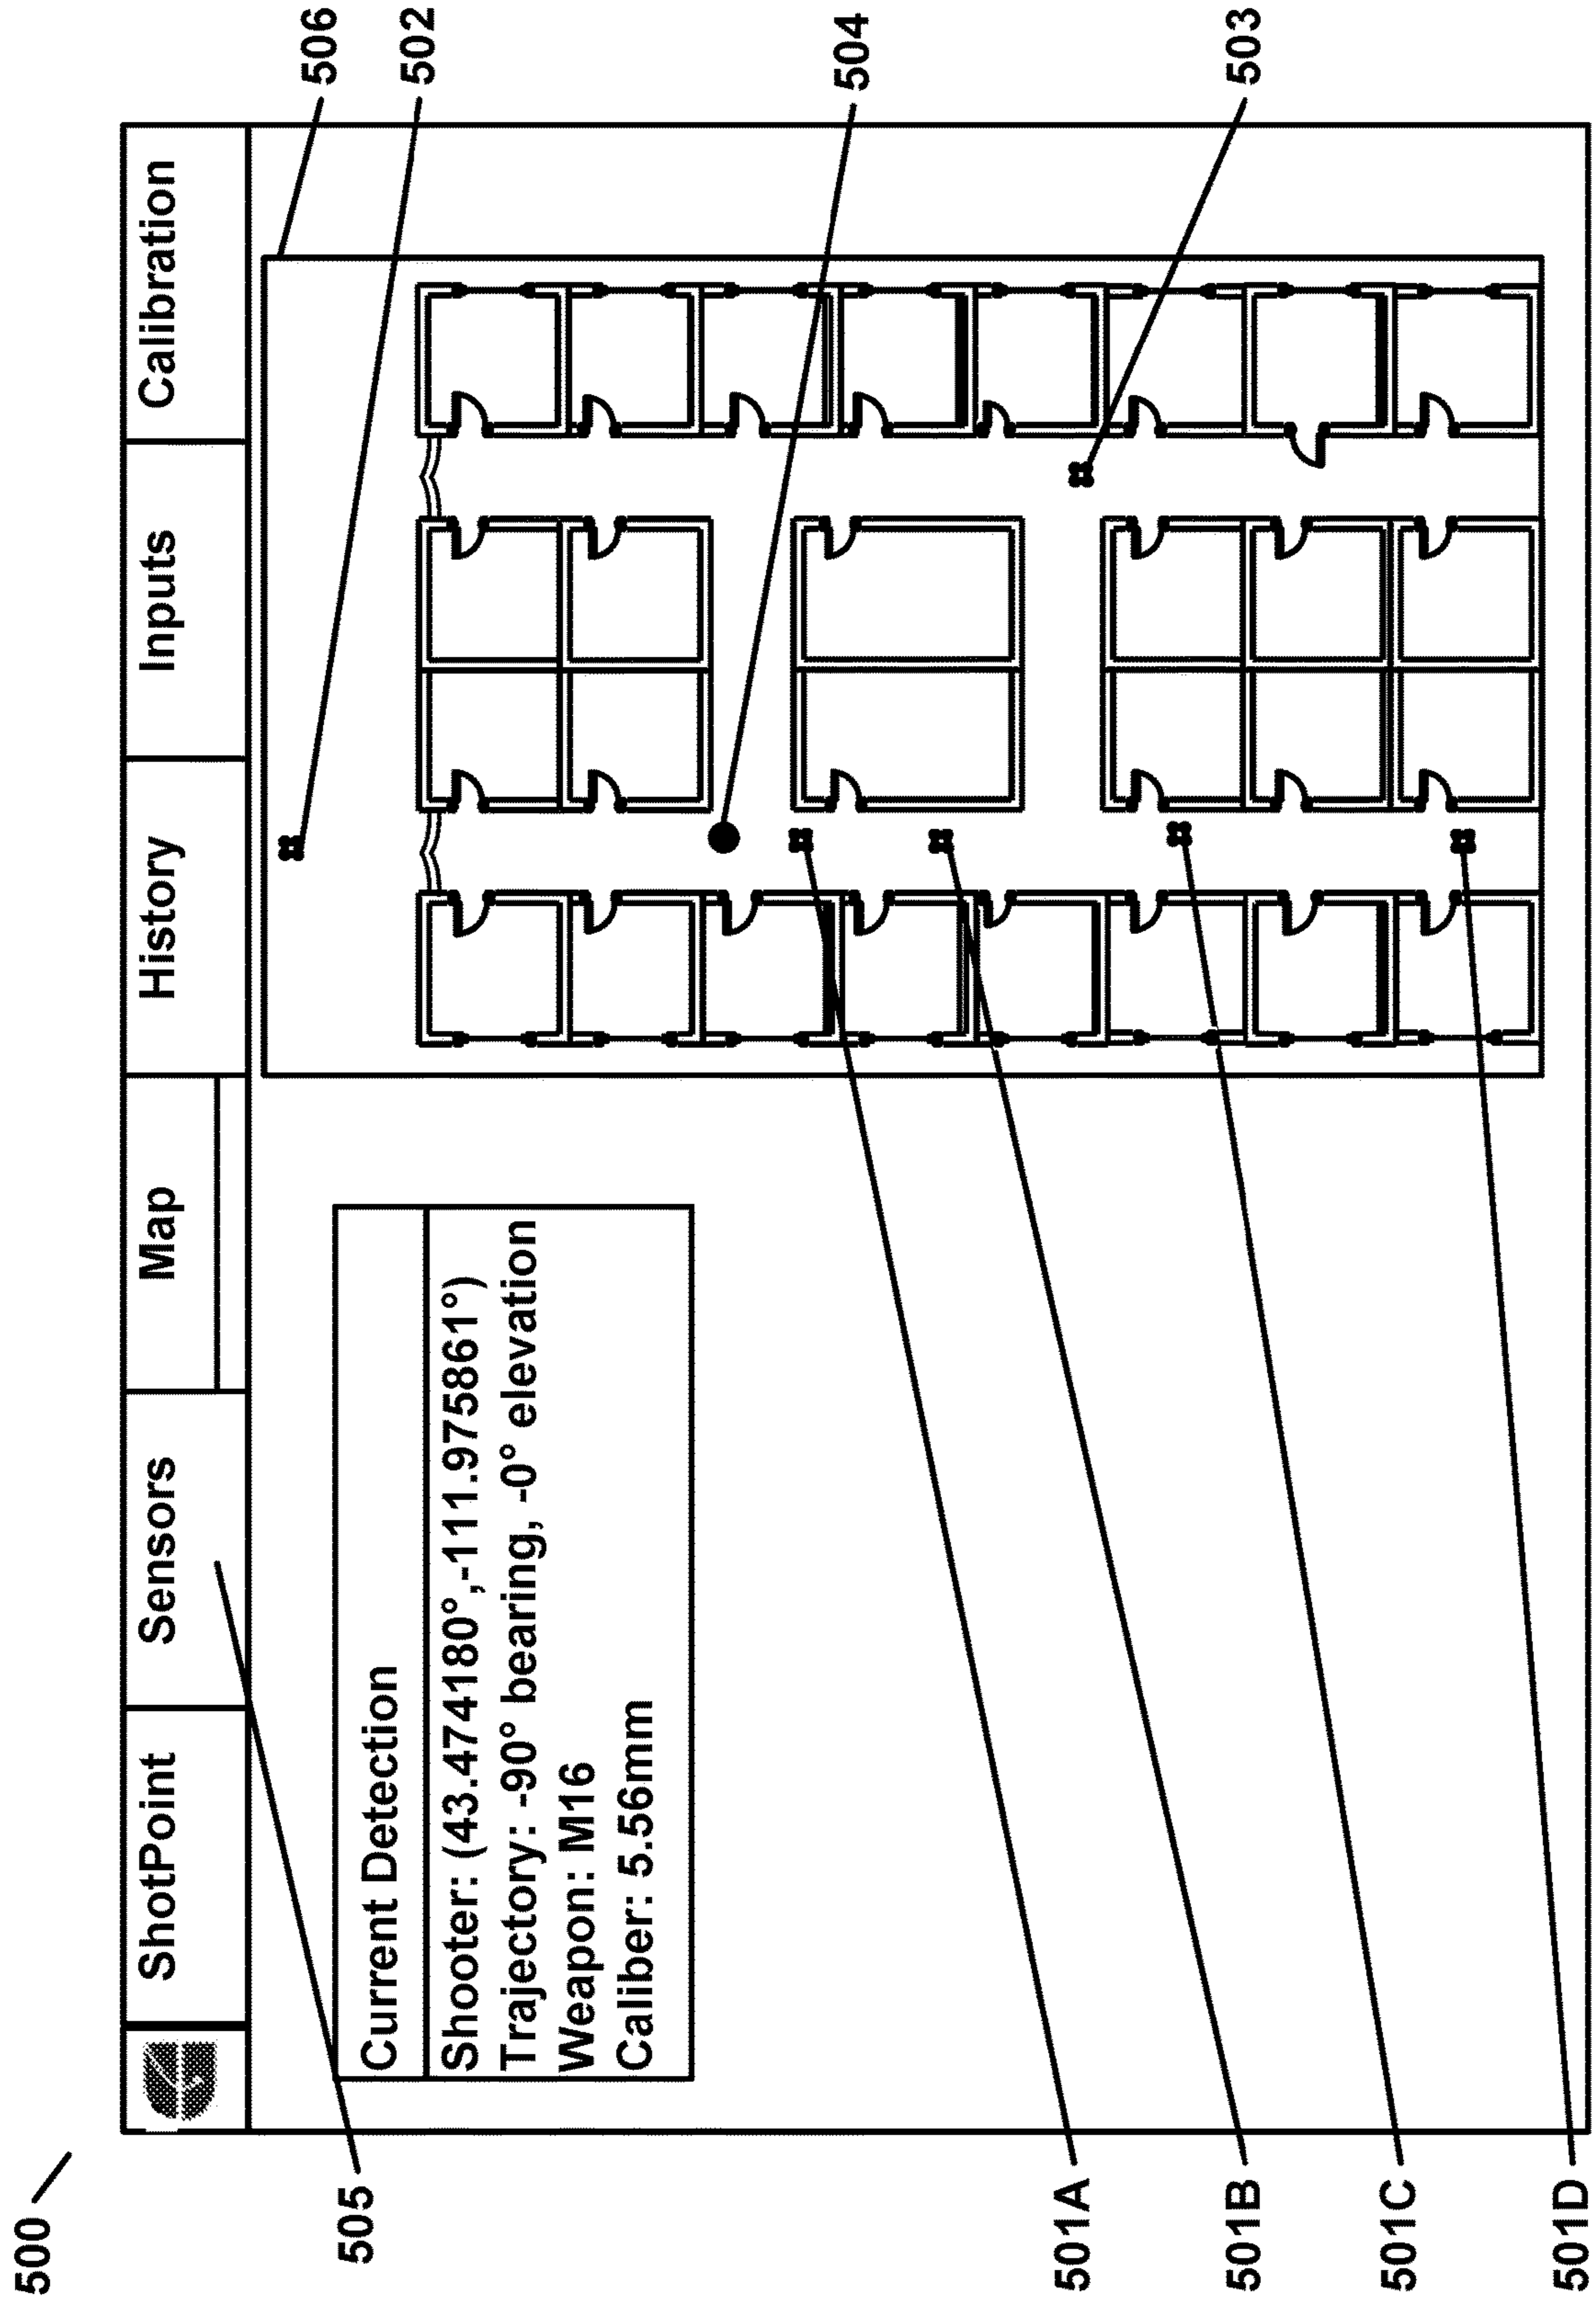 500
ShotPoint
Sensors
Map
History
Inputs
Calibration
506
502
504
503
505
Current Detection
Shooter: (43.474180°,-111.975861°)
Trajectory: -90° bearing, -0° elevation
Weapon: M16
Caliber: 5.56mm
501A
501B
501C
501D